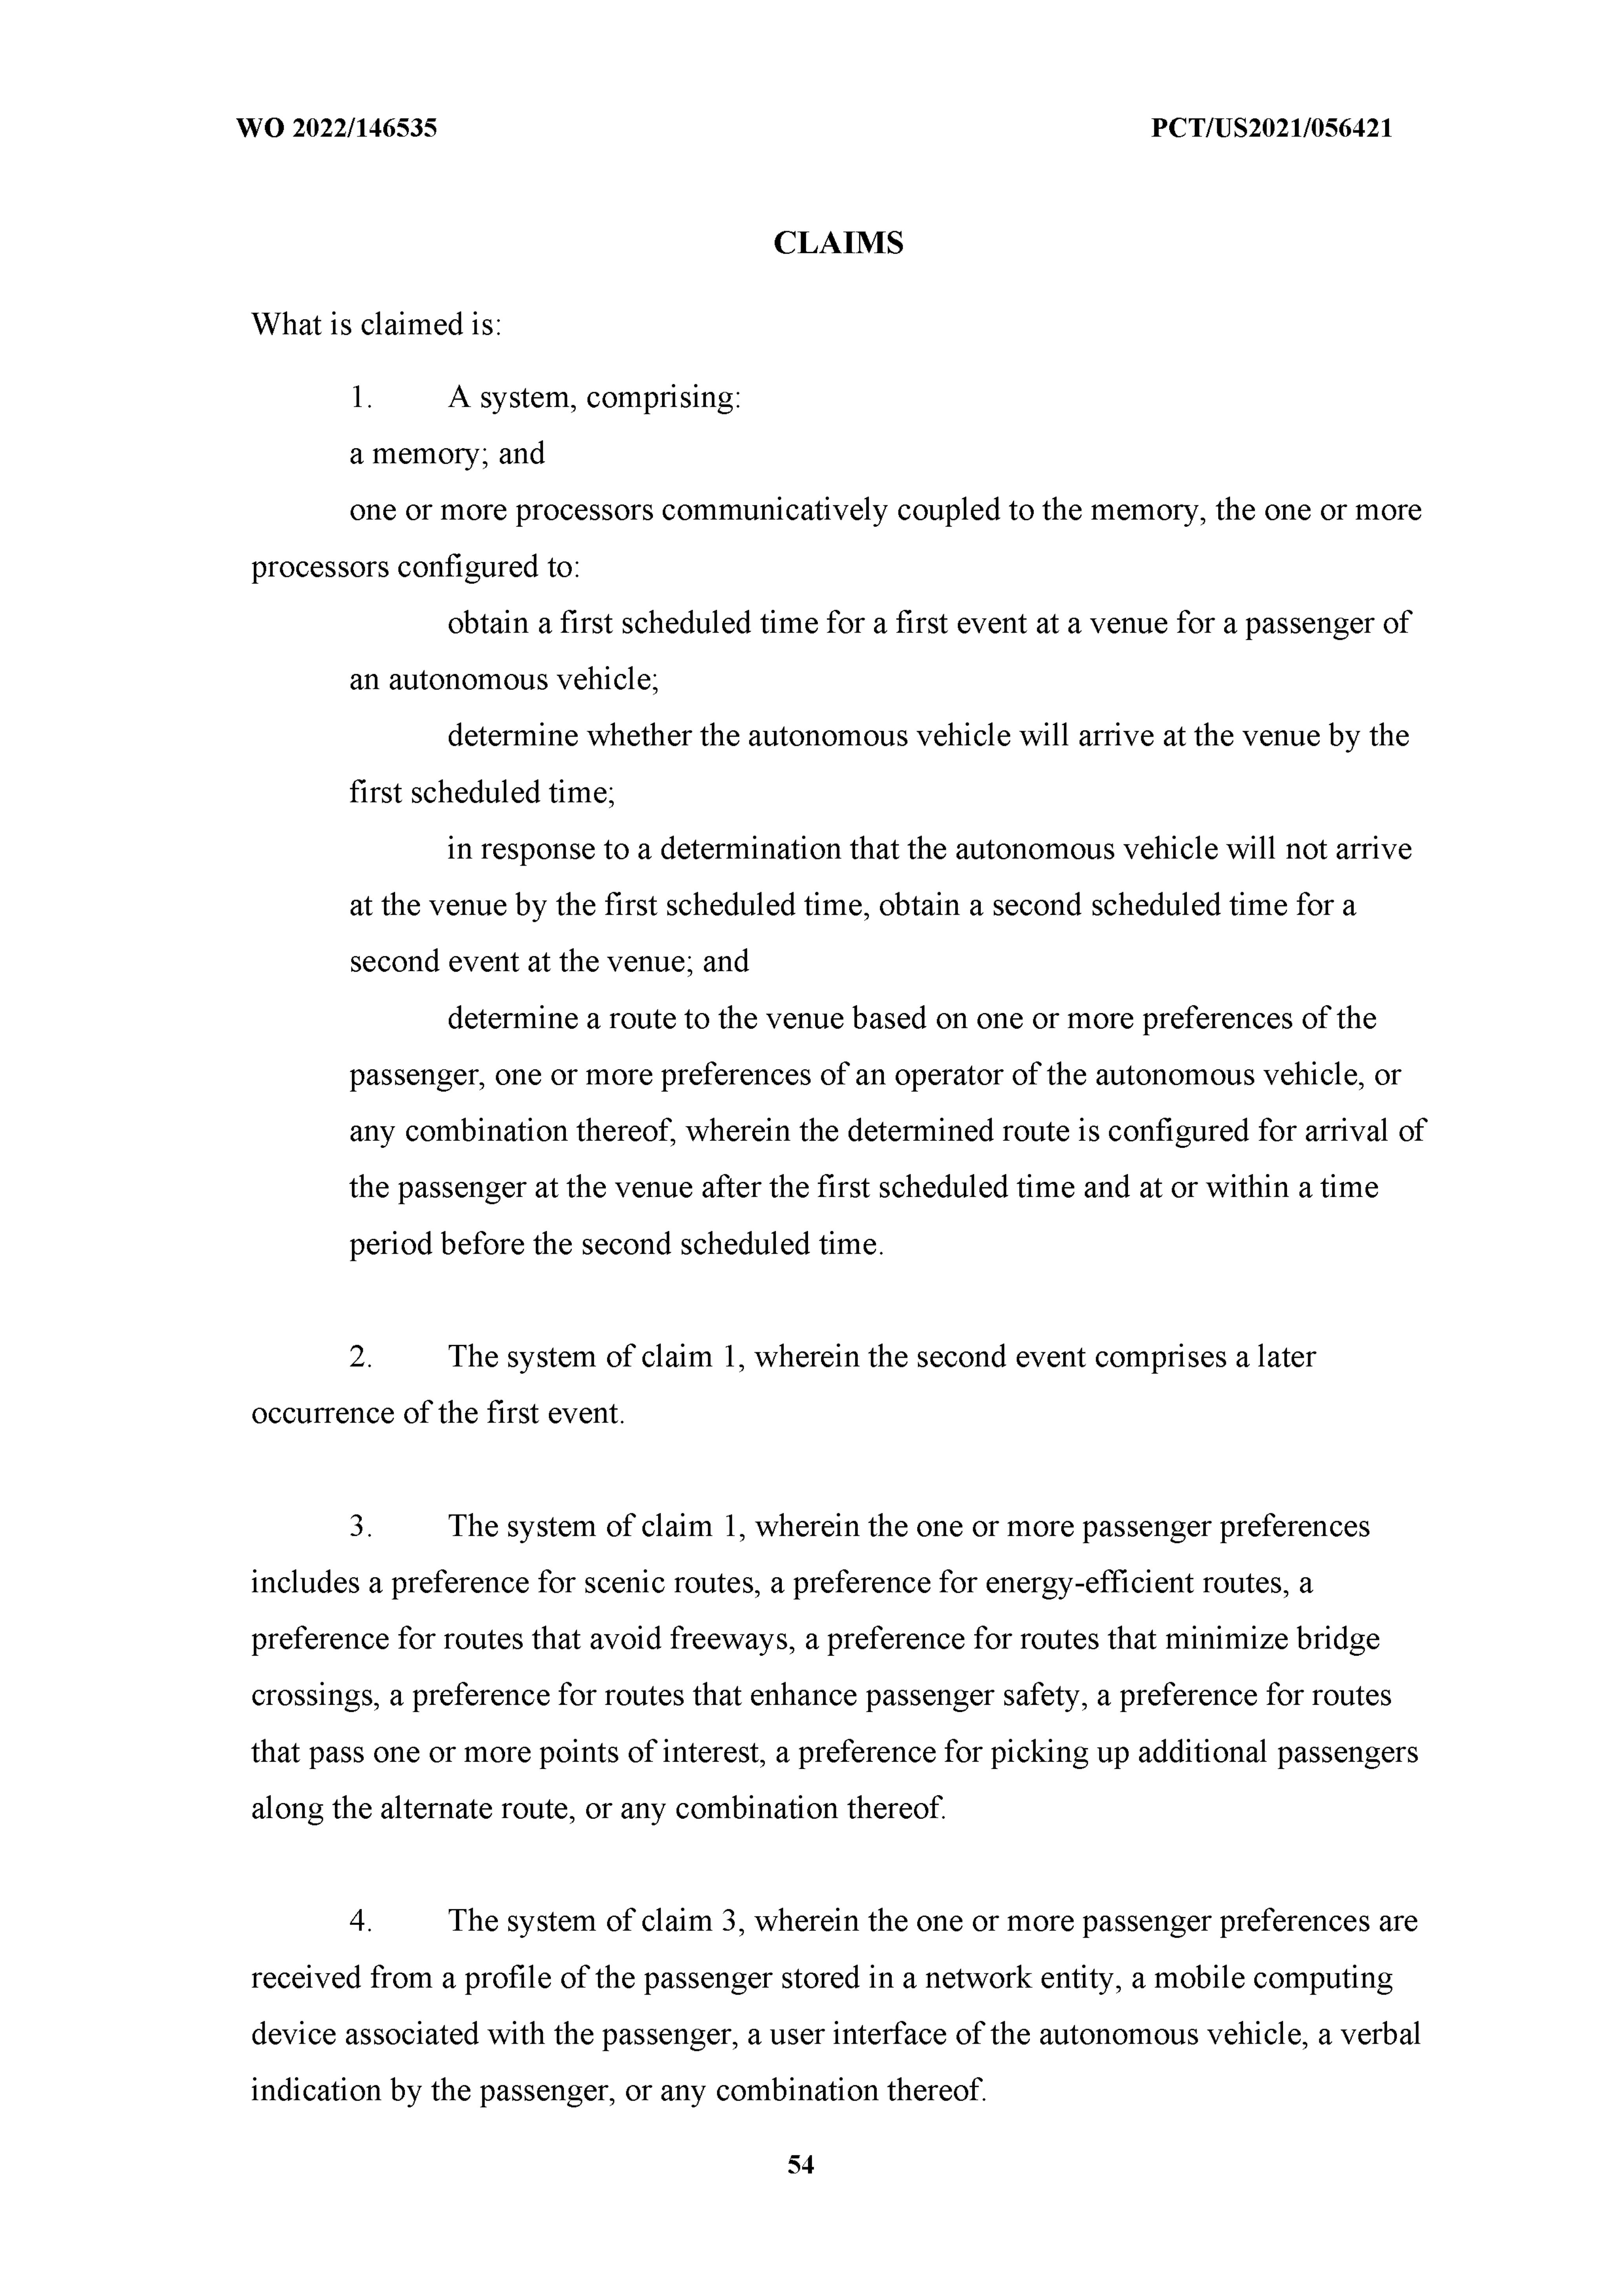 WO 2022/146535 PCT/US2021/056421
CLAIMS
What is claimed is:
1. A system, comprising:
a memory; and
one or more processors communicatively coupled to the memory, the one or more
processors configured to:
obtain a first scheduled time for a first event at a venue for a passenger of
an autonomous vehicle;
determine whether the autonomous vehicle will arrive at the venue by the
first scheduled time;
in response to a determination that the autonomous vehicle will not arrive
at the venue by the first scheduled time, obtain a second scheduled time for a
second event at the venue; and
determine a route to the venue based on one or more preferences of the
passenger, one or more preferences of an operator of the autonomous vehicle, or
any combination thereof, wherein the determined route is configured for arrival of
the passenger at the venue after the first scheduled time and at or within a time
period before the second scheduled time.
2. The system of claim 1, wherein the second event comprises a later
occurrence of the first event.
3. The system of claim 1, wherein the one or more passenger preferences
includes a preference for scenic routes, a preference for energy-efficient routes, a
preference for routes that avoid freeways, a preference for routes that minimize bridge
crossings, a preference for routes that enhance passenger safety, a preference for routes
that pass one or more points of interest, a preference for picking up additional passengers
along the alternate route, or any combination thereof.
4. The system of claim 3, wherein the one or more passenger preferences are
received from a profile of the passenger stored in a network entity, a mobile computing
device associated with the passenger, a user interface of the autonomous vehicle, a verbal
indication by the passenger, or any combination thereof.
54